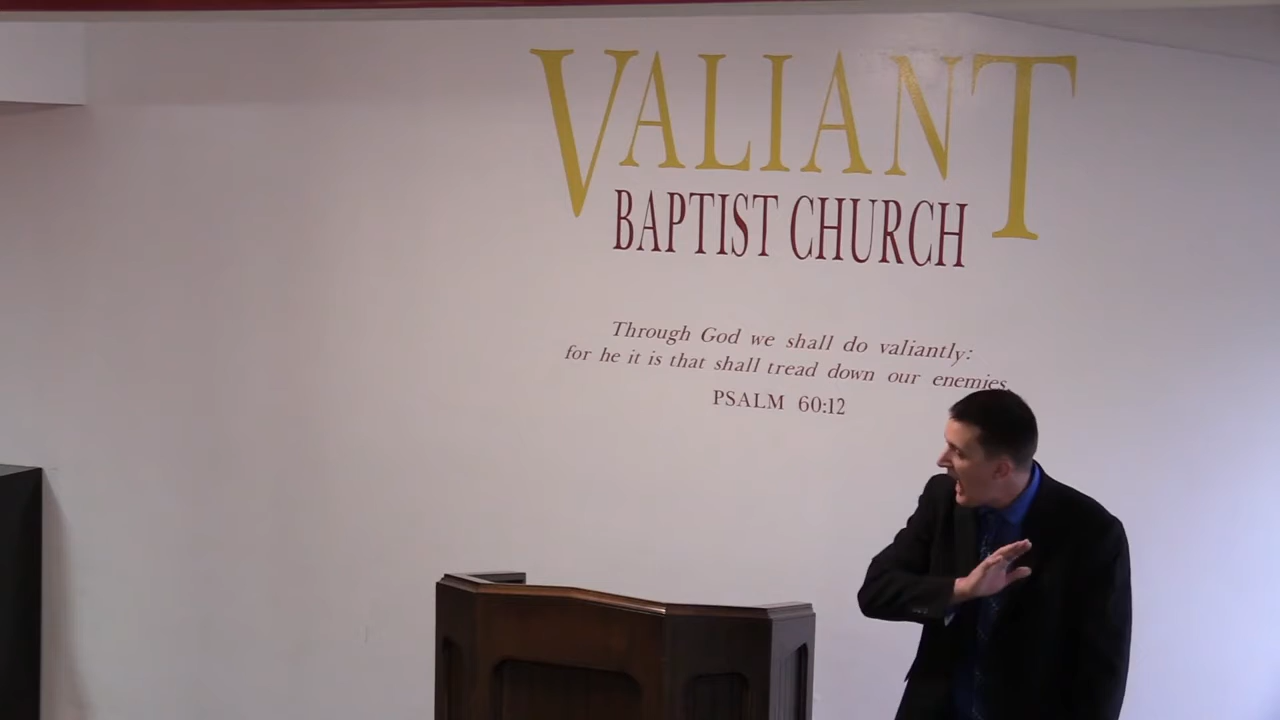 VALIANT
BAPTIST CHURCH
Through God we shall do valiantly:
for he it is that shall tread down our enemies.
PSALM 60:12